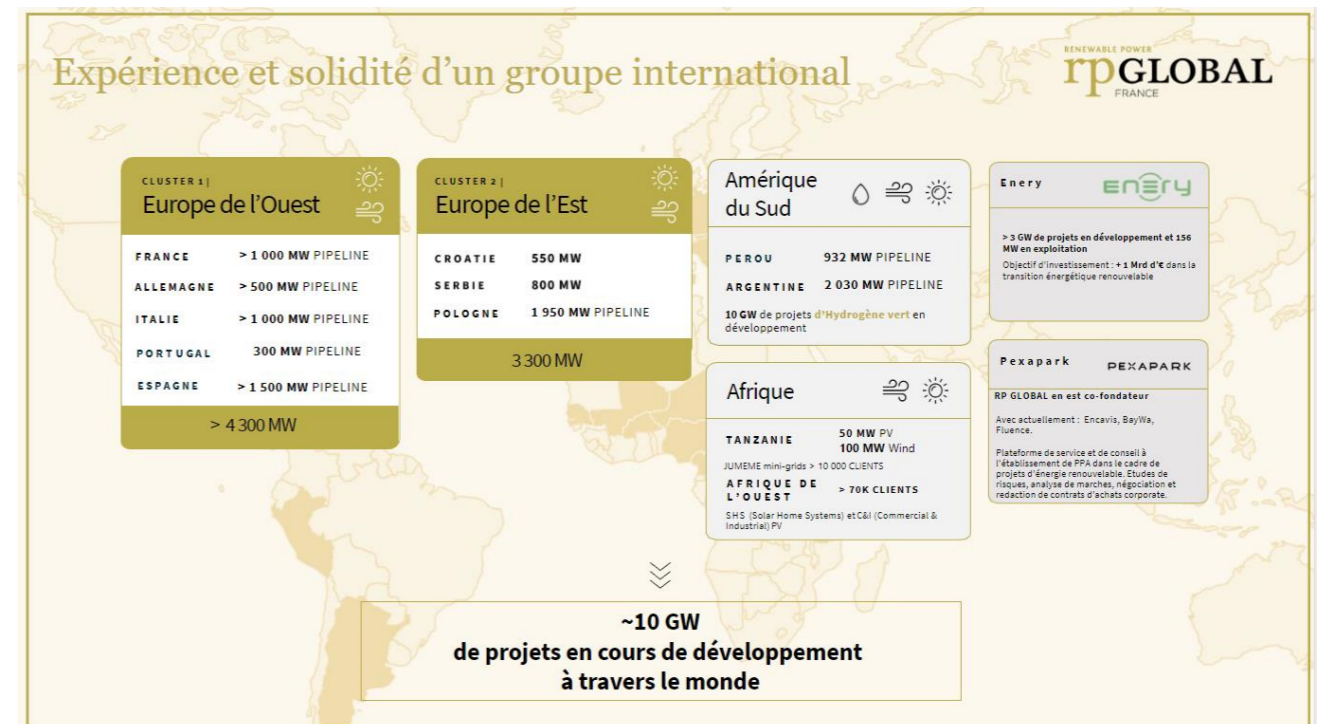 Expérience et solidité d'un groupe international
RENEWABLE POWER
rpGLOBAL
FRANCE
CLUSTER 1|
Europe de l'Ouest
FRANCE > 1 000 MW PIPELINE
ALLEMAGNE > 500 MW PIPELINE
ITALIE > 1 000 MW PIPELINE
PORTUGAL 300 MW PIPELINE
ESPAGNE > 1 500 MW PIPELINE
> 4 300 MW
CLUSTER 2|
Europe de l'Est
CROATIE 550 MW
SERBIE 800 MW
POLOGNE 1 950 MW PIPELINE
3 300 MW
Amérique
du Sud
PEROU 932 MW PIPELINE
ARGENTINE 2 030 MW PIPELINE
10 GW de projets d'Hydrogène vert en
développement
Afrique
TANZANIE 50 MW PV
100 MW Wind
JUMEME mini-grids > 10 000 CLIENTS
AFRIQUE DE
L'OUEST > 70K CLIENTS
SHS (Solar Home Systems) et C&I (Commercial &
Industrial) PV
Enery
ENERY
> 3 GW de projets en développement et 156
MW en exploitation
Objectif d'investissement : + 1 Mrd d'€ dans la
transition énergétique renouvelable
Pexapark
PEXAPARK
RP GLOBAL en est co-fondateur
Avec actuellement : Encavis, BayWa,
Fluence.
Plateforme de service et de conseil à
l'établissement de PPA dans le cadre de
projets d'énergie renouvelable. Etudes de
risques, analyse de marches, négociation et
redaction de contrats d'achats corporate.
~10 GW
de projets en cours de développement
à travers le monde